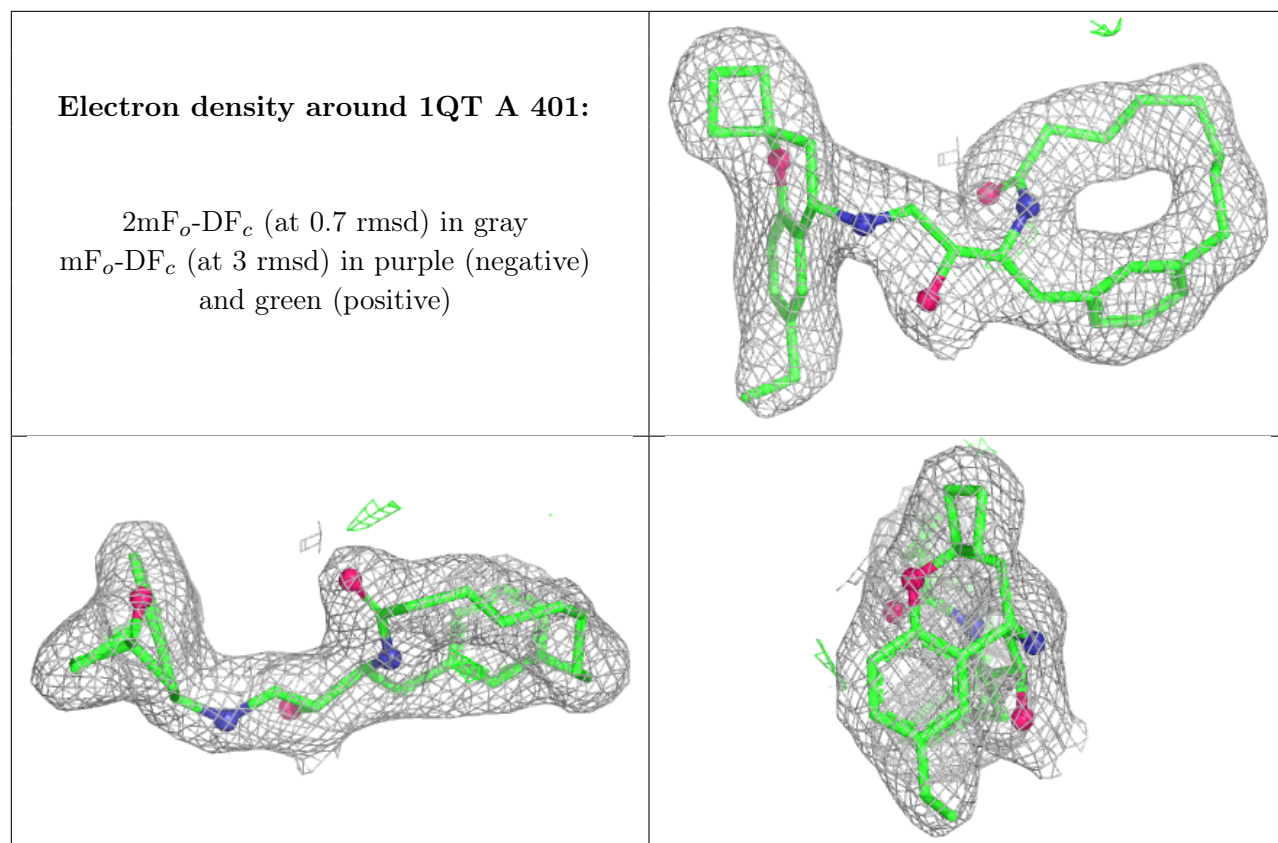 Electron density around 1QT A 401:
2mFo-DFc (at 0.7 rmsd) in gray
mFo-DFc (at 3 rmsd) in purple (negative)
and green (positive)